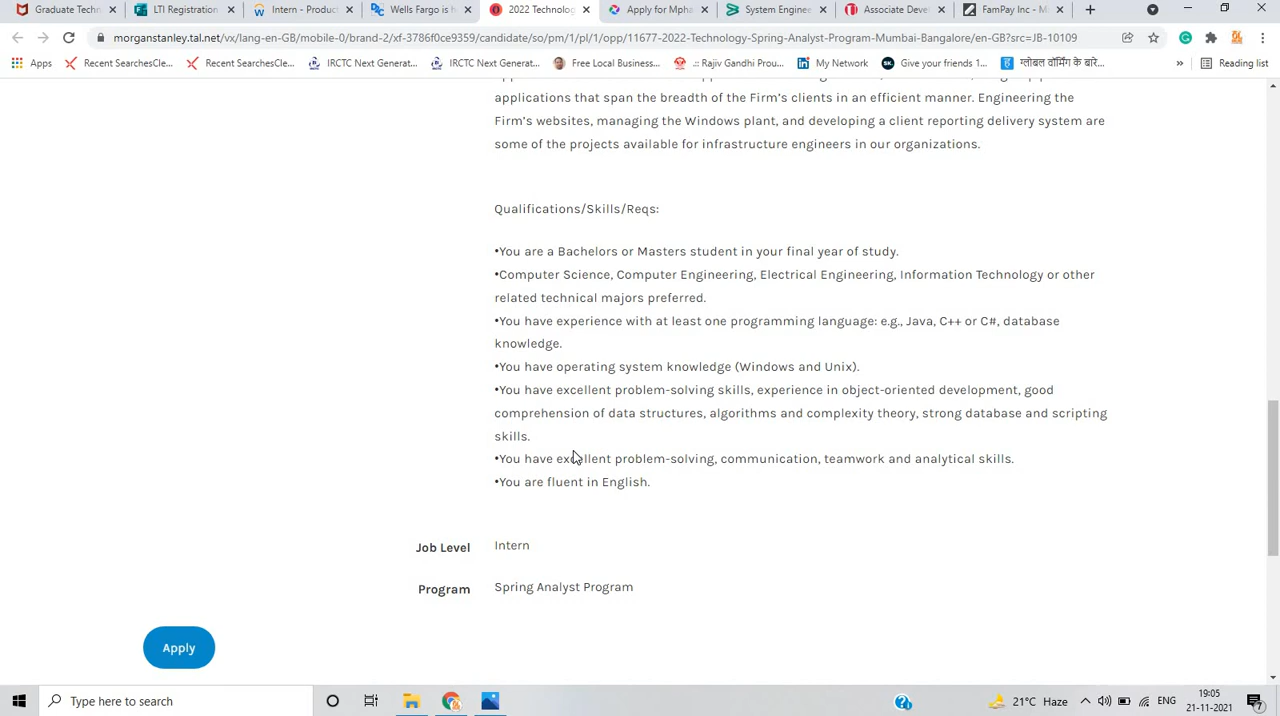 Graduate Techn
LTI Registration
Intern - Produc
Wells Fargo is h
2022 Technolog
Apply for Mpha
System Enginee
Associate Deve
FamPay Inc - M
morganstanley.tal.net/vx/lang-en-GB/mobile-0/brand-2/xf-3786f0ce9359/candidate/so/pm/1/pl/1/opp/11677-2022-Technology-Spring-Analyst-Program-Mumbai-Bangalore/en-GB?src=JB-10109
Apps
Recent SearchesCle...
Recent SearchesCle...
IRCTC Next Generat...
IRCTC Next Generat...
Free Local Business...
.:: Rajiv Gandhi Prou...
My Network
Give your friends 1...
ग्लोबल वॉर्मिंग के बारे...
Reading list
applications that span the breadth of the Firm's clients in an efficient manner. Engineering the
Firm's websites, managing the Windows plant, and developing a client reporting delivery system are
some of the projects available for infrastructure engineers in our organizations.
Qualifications/Skills/Reqs:
•You are a Bachelors or Masters student in your final year of study.
•Computer Science, Computer Engineering, Electrical Engineering, Information Technology or other
related technical majors preferred.
•You have experience with at least one programming language: e.g., Java, C++ or C#, database
knowledge.
•You have operating system knowledge (Windows and Unix).
•You have excellent problem-solving skills, experience in object-oriented development, good
comprehension of data structures, algorithms and complexity theory, strong database and scripting
skills.
•You have excellent problem-solving, communication, teamwork and analytical skills.
•You are fluent in English.
Job Level
Intern
Program
Spring Analyst Program
Apply
Type here to search
21°C Haze
ENG
19:05
21-11-2021
7